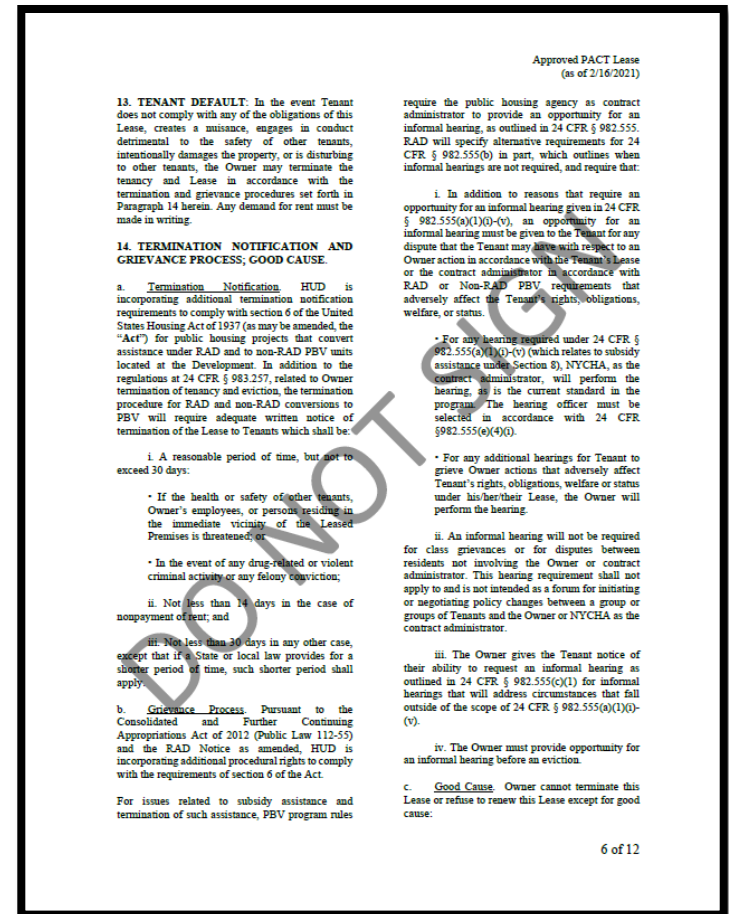 Approved PACT Lease
(as of 2/16/2021)
13. TENANT DEFAULT: In the event Tenant
does not comply with any of the obligations of this
Lease, creates a nuisance, engages in conduct
detrimental to the safety of other tenants,
intentionally damages the property, or is disturbing
to other tenants, the Owner may terminate the
tenancy and Lease in accordance with the
termination and grievance procedures set forth in
Paragraph 14 herein. Any demand for rent must be
made in writing.
14. TERMINATION NOTIFICATION AND
GRIEVANCE PROCESS; GOOD CAUSE.
a. Termination Notification. HUD is
incorporating additional termination notification
requirements to comply with section 6 of the United
States Housing Act of 1937 (as may be amended, the
“Act”) for public housing projects that convert
assistance under RAD and to non-RAD PBV units
located at the Development. In addition to the
regulations at 24 CFR § 983.257, related to Owner
termination of tenancy and eviction, the termination
procedure for RAD and non-RAD conversions to
PBV will require adequate written notice of
termination of the Lease to Tenants which shall be:
i. A reasonable period of time, but not to
exceed 30 days:
• If the health or safety of other tenants,
Owner’s employees, or persons residing in
the immediate vicinity of the Leased
Premises is threatened; or
• In the event of any drug-related or violent
criminal activity or any felony conviction;
ii. Not less than 14 days in the case of
nonpayment of rent; and
iii. Not less than 30 days in any other case,
except that if a State or local law provides for a
shorter period of time, such shorter period shall
apply.
b. Grievance Process. Pursuant to the
Consolidated and Further Continuing
Appropriations Act of 2012 (Public Law 112-55)
and the RAD Notice as amended, HUD is
incorporating additional procedural rights to comply
with the requirements of section 6 of the Act.
For issues related to subsidy assistance and
termination of such assistance, PBV program rules
require the public housing agency as contract
administrator to provide an opportunity for an
informal hearing, as outlined in 24 CFR § 982.555.
RAD will specify alternative requirements for 24
CFR § 982.555(b) in part, which outlines when
informal hearings are not required, and require that:
i. In addition to reasons that require an
opportunity for an informal hearing given in 24 CFR
§ 982.555(a)(1)(i)-(v), an opportunity for an
informal hearing must be given to the Tenant for any
dispute that the Tenant may have with respect to an
Owner action in accordance with the Tenant’s Lease
or the contract administrator in accordance with
RAD or Non-RAD PBV requirements that
adversely affect the Tenant’s rights, obligations,
welfare, or status.
• For any hearing required under 24 CFR §
982.555(a)(1)(i)-(v) (which relates to subsidy
assistance under Section 8), NYCHA, as the
contract administrator, will perform the
hearing, as is the current standard in the
program. The hearing officer must be
selected in accordance with 24 CFR
§982.555(e)(4)(i).
• For any additional hearings for Tenant to
grieve Owner actions that adversely affect
Tenant’s rights, obligations, welfare or status
under his/her/their Lease, the Owner will
perform the hearing.
ii. An informal hearing will not be required
for class grievances or for disputes between
residents not involving the Owner or contract
administrator. This hearing requirement shall not
apply to and is not intended as a forum for initiating
or negotiating policy changes between a group or
groups of Tenants and the Owner or NYCHA as the
contract administrator.
iii. The Owner gives the Tenant notice of
their ability to request an informal hearing as
outlined in 24 CFR § 982.555(c)(1) for informal
hearings that will address circumstances that fall
outside of the scope of 24 CFR § 982.555(a)(1)(i)-
(v).
iv. The Owner must provide opportunity for
an informal hearing before an eviction.
c. Good Cause. Owner cannot terminate this
Lease or refuse to renew this Lease except for good
cause:
6 of 12
DO NOT SIGN